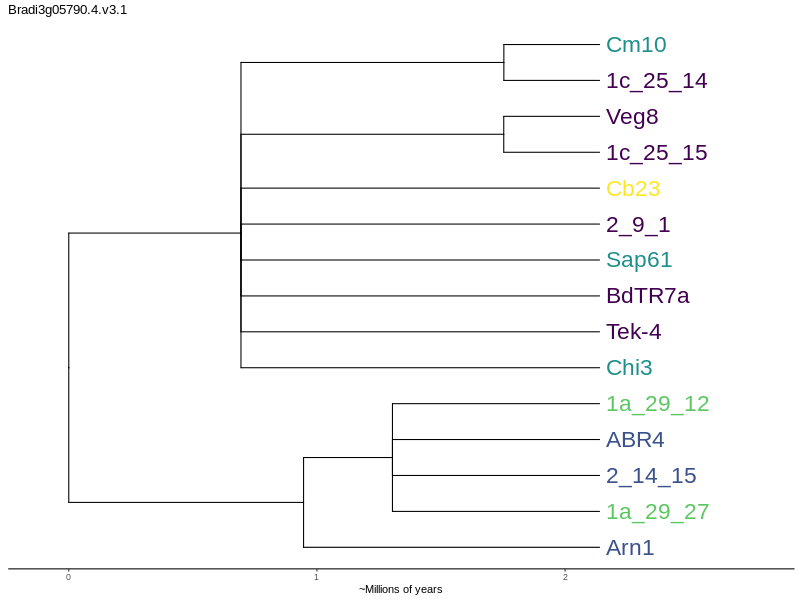 Bradi3g05790.4.v3.1
Cm10
1c_25_14
Veg8
1c_25_15
Cb23
2_9_1
Sap61
BdTR7a
Tek-4
Chi3
1a_29_12
ABR4
2_14_15
1a_29_27
Arn1
0 1 2
~Millions of years